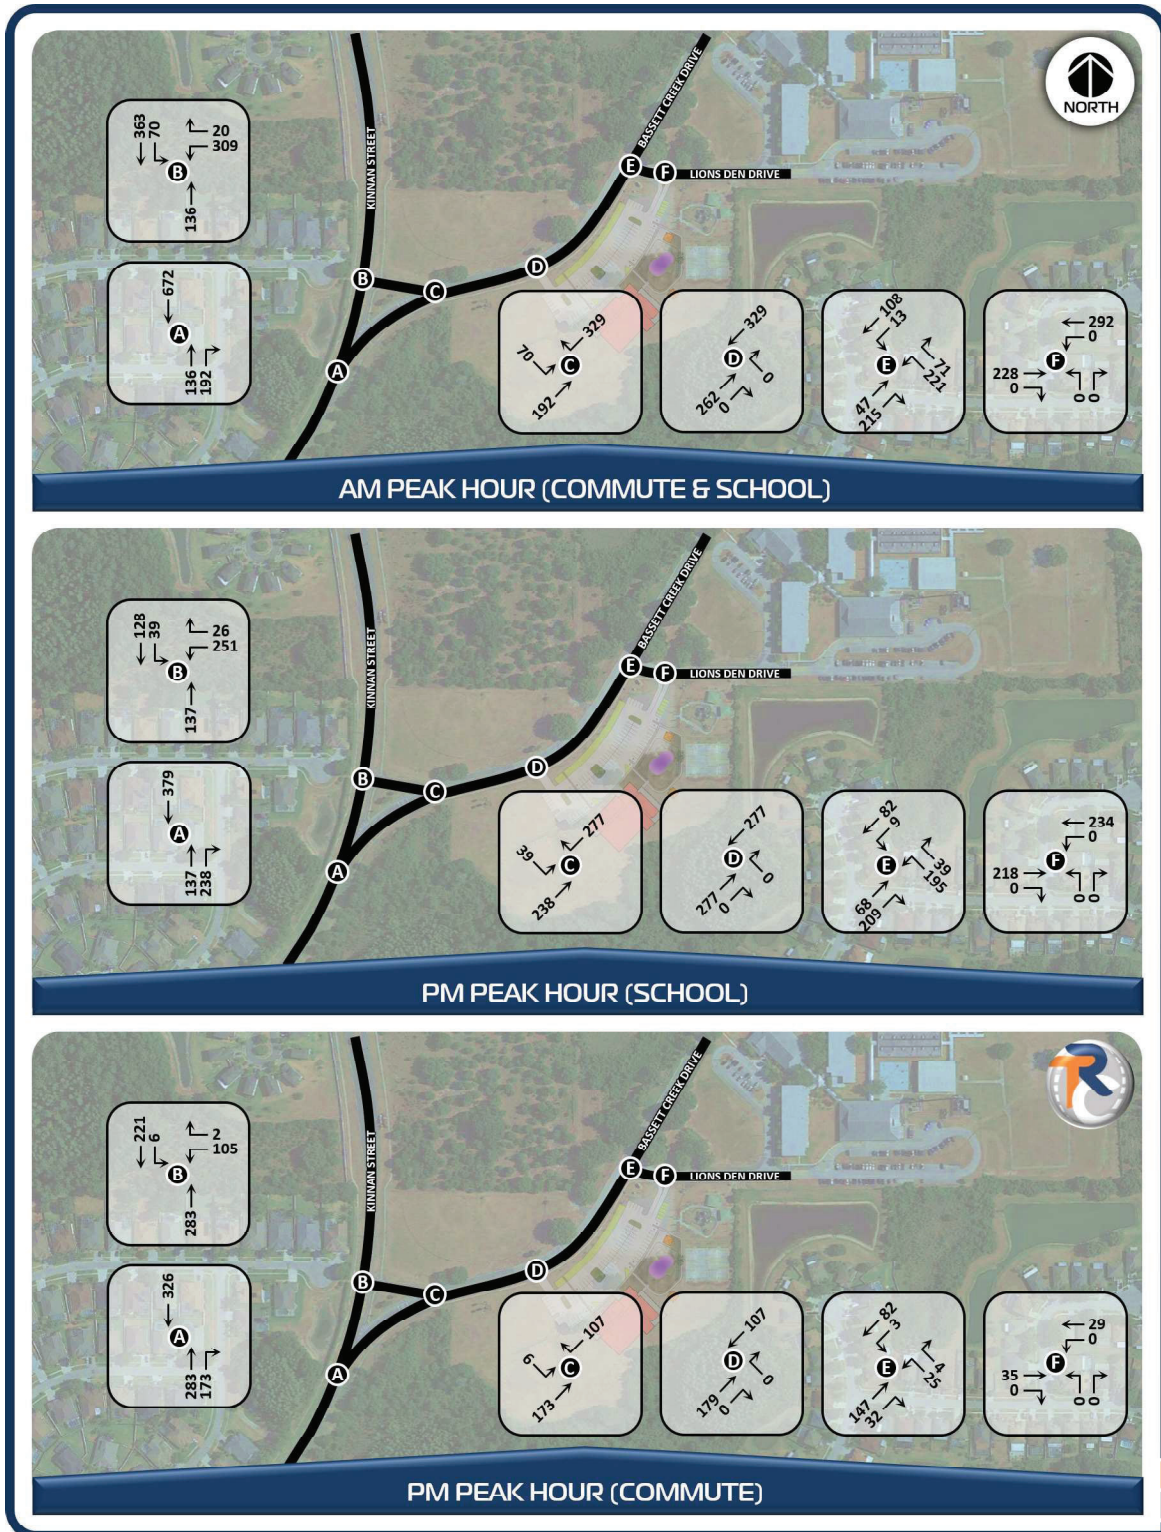 NORTH
KINNAN STREET
BASSETT CREEK DRIVE
LIONS DEN DRIVE
A
B
C
D
E
F
363
70
20
309
B
136
672
A
136
192
329
70
C
192
329
D
262
0
0
108
13
E
71
221
47
215
292
0
F
228
0
0
0
AM PEAK HOUR (COMMUTE & SCHOOL)
KINNAN STREET
BASSETT CREEK DRIVE
LIONS DEN DRIVE
A
B
C
D
E
F
128
39
26
251
B
137
379
A
137
238
277
39
C
238
277
D
277
0
0
82
9
E
39
195
68
209
234
0
F
218
0
0
0
PM PEAK HOUR (SCHOOL)
TR
KINNAN STREET
BASSETT CREEK DRIVE
LIONS DEN DRIVE
A
B
C
D
E
F
221
6
2
105
B
283
326
A
283
173
107
6
C
173
107
D
179
0
0
82
3
E
4
25
147
32
29
0
F
35
0
0
0
PM PEAK HOUR (COMMUTE)